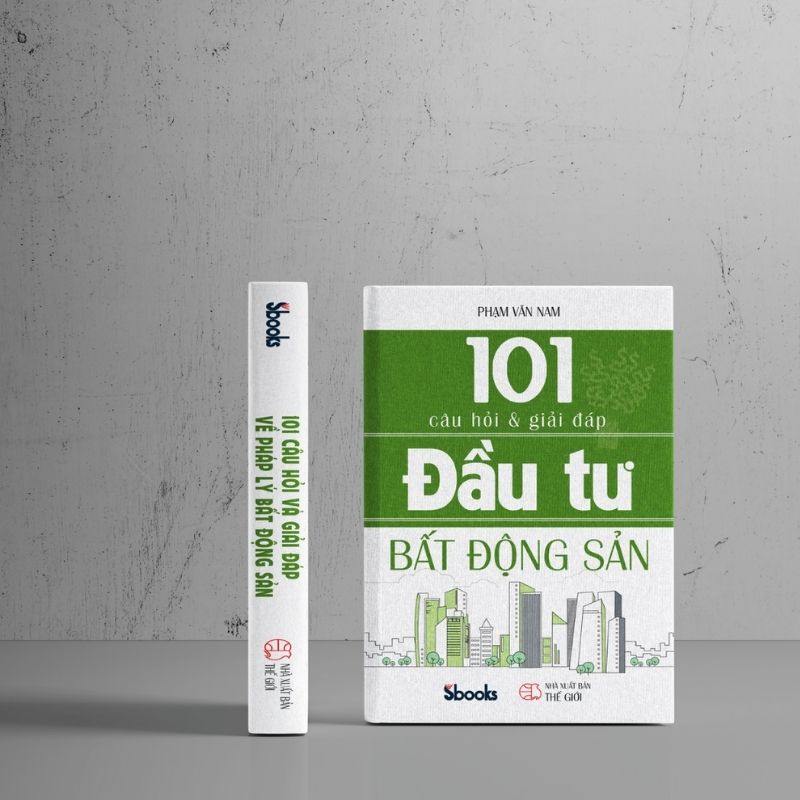 Sbooks
101 CÂU HỎI VÀ GIẢI ĐÁP
VỀ PHÁP LÝ BẤT ĐỘNG SẢN
NHÀ XUẤT BẢN
THẾ GIỚI
PHẠM VĂN NAM
101
câu hỏi & giải đáp
Đầu tư
BẤT ĐỘNG SẢN
Sbooks
NHÀ XUẤT BẢN
THẾ GIỚI